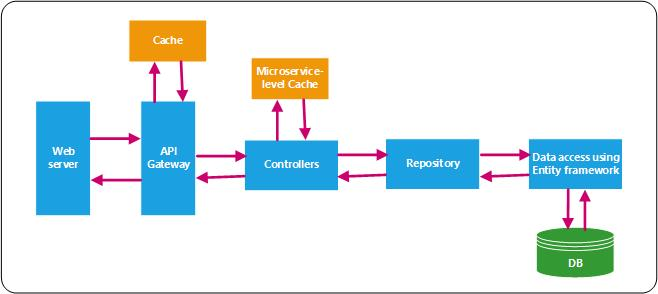 Cache
Microservice-
level Cache
Web
server
API
Gateway
Controllers
Repository
Data access using
Entity framework
DB